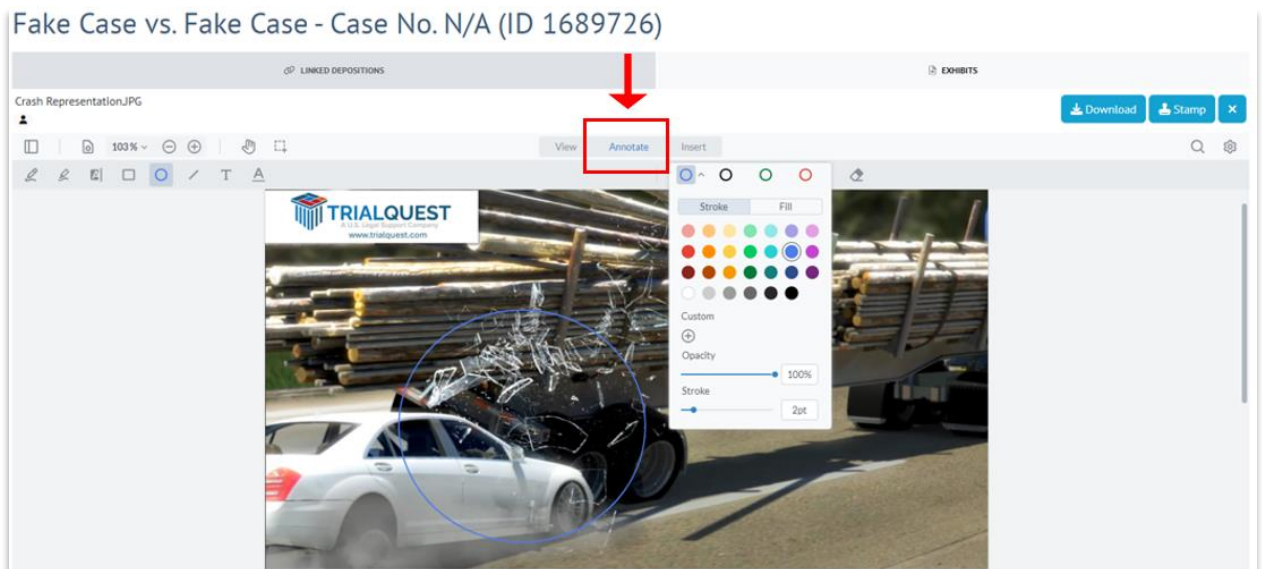 Fake Case vs. Fake Case - Case No. N/A (ID 1689726)
LINKED DEPOSITIONS
EXHIBITS
Crash Representation.JPG
Download
Stamp
103%
View
Annotate
Insert
T
A
Stroke
Fill
TRIALQUEST
A U.S. Legal Support Company
www.trialquest.com
Custom
Opacity
100%
Stroke
2pt